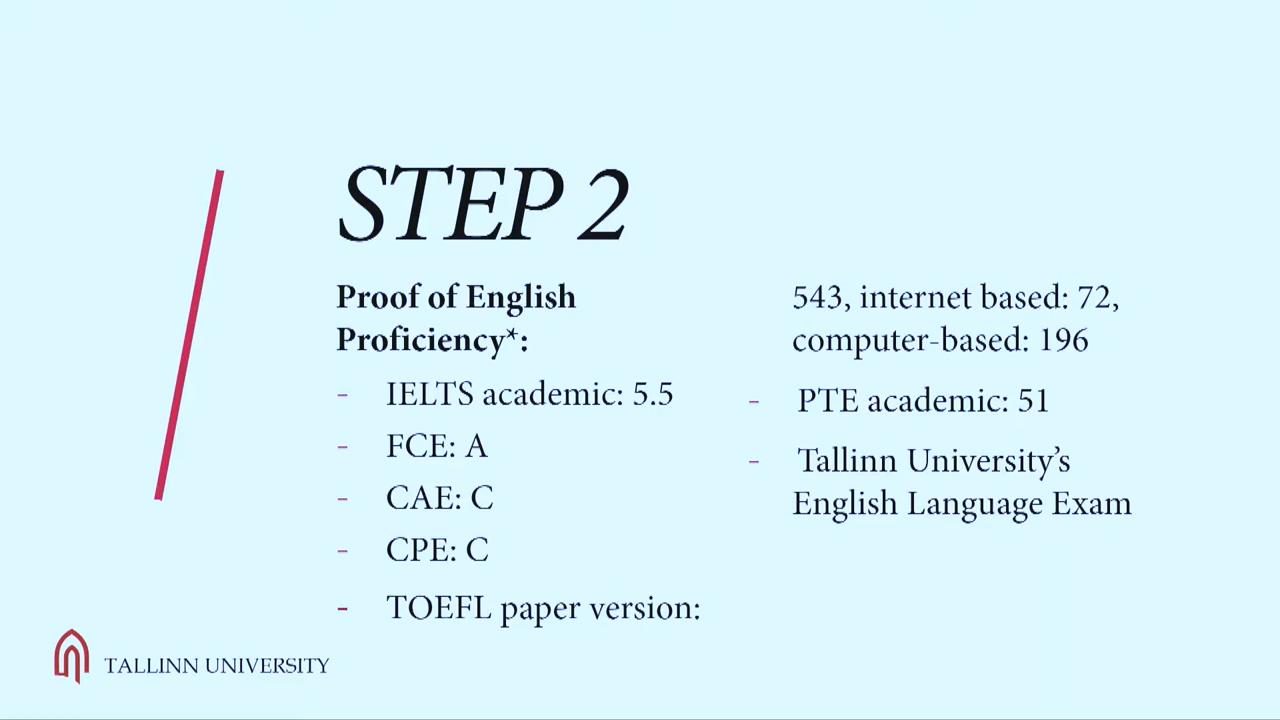 STEP 2
Proof of English
Proficiency*:
- IELTS academic: 5.5
- FCE: A
- CAE: C
- CPE: C
- TOEFL paper version:
543, internet based: 72,
computer-based: 196
- PTE academic: 51
- Tallinn University’s
English Language Exam
TALLINN UNIVERSITY